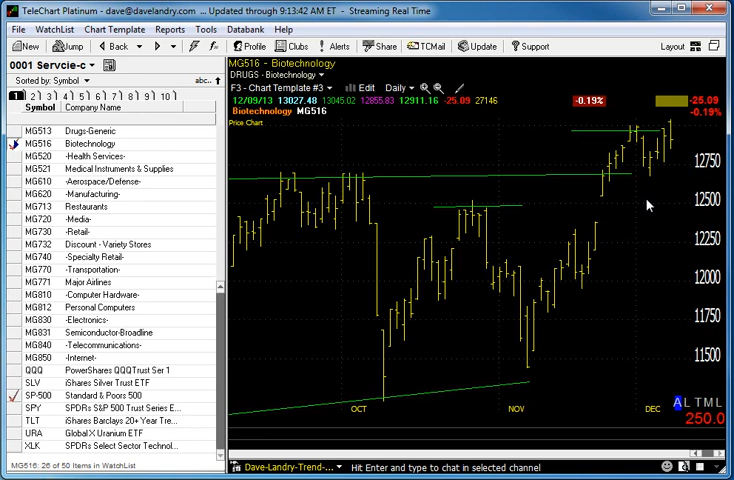 TeleChart Platinum - dave@davelandry.com ... Updated through 9:13:42 AM - Streaming Real Time
File WatchList Chart Template Reports Tools Databank Help
New Jump Back Profile Clubs Alerts Share TCMail Update Support Layout
0001 Servcie-c
Sorted by: Symbol abc..
1 2 3 4 5 6 7 8 9 10
Symbol Company Name
MG513 Drugs-Generic
MG516 Biotechnology
MG520 -Health Services-
MG521 Medical Instruments & Supplies
MG610 -Aerospace/Defense-
MG620 -Manufacturing-
MG713 Restaurants
MG720 -Media-
MG730 -Retail-
MG732 Discount - Variety Stores
MG740 -Specialty Retail-
MG770 -Transportation-
MG771 Major Airlines
MG810 -Computer Hardware-
MG812 Personal Computers
MG830 -Electronics-
MG831 Semiconductor-Broadline
MG840 -Telecommunications-
MG850 -Internet-
QQQ PowerShares QQQTrust Ser 1
SLV iShares Silver Trust ETF
SP-500 Standard & Poors 500
SPY SPDRs S&P 500 Trust Series E...
TLT iShares Barclays 20+ Year Tre...
URA Global X Uranium ETF
XLK SPDRs Select Sector Technol...
MG516: 26 of 50 Items in WatchList
MG516 - Biotechnology
DRUGS - Biotechnology
F3 - Chart Template #3 Edit Daily
12/09/13 13027.48 13045.02 12855.83 12911.16 -25.09 27146 -0.19% -25.09
-0.19%
Biotechnology MG516
Price Chart
12750
12500
12250
12000
11750
11500
OCT NOV DEC
A L T M L
250.0
Dave-Landry-Trend-... Hit Enter and type to chat in selected channel